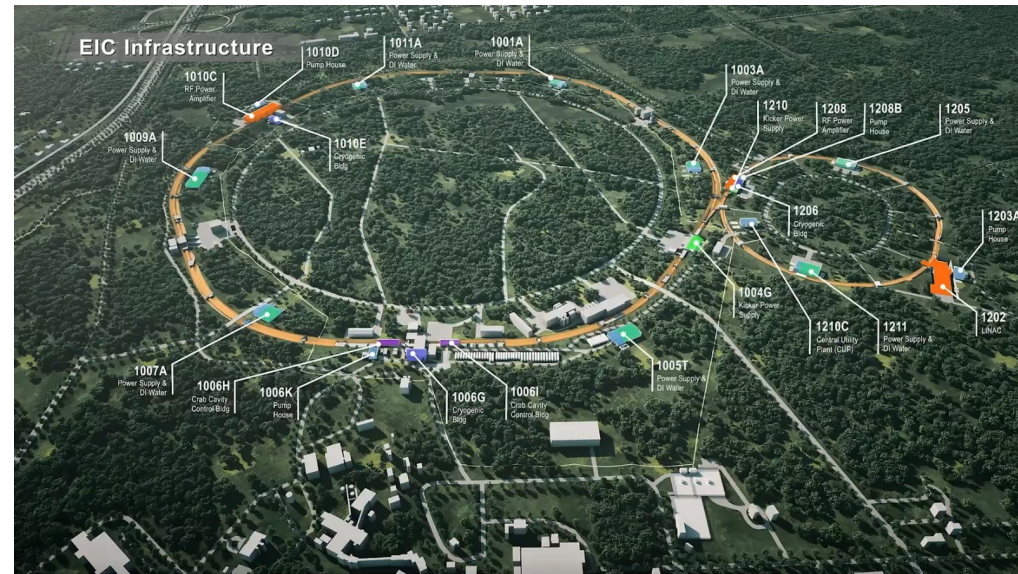 EIC Infrastructure
1010D
Pump House
1011A
Power Supply &
DI Water
1001A
Power Supply &
DI Water
1010C
RF Power
Amplifier
1003A
Power Supply &
DI Water
1210
Kicker Power
Supply
1208
RF Power
Amplifier
1208B
Pump
House
1205
Power Supply &
DI Water
1009A
Power Supply &
DI-Water
1010E
Cryogenic
Bldg
1206
Cryogenic
Bldg
1203A
Pump
House
1004G
Kicker Power
Supply
1202
LINAC
1210C
Central Utility
Plant (CUP)
1211
Power Supply &
DI Water
1007A
Power Supply &
DI-Water
1006H
Crab Cavity
Control Bldg
1006K
Pump
House
1006G
Cryogenic
Bldg
1006I
Crab Cavity
Control Bldg
1005T
Power Supply &
DI Water